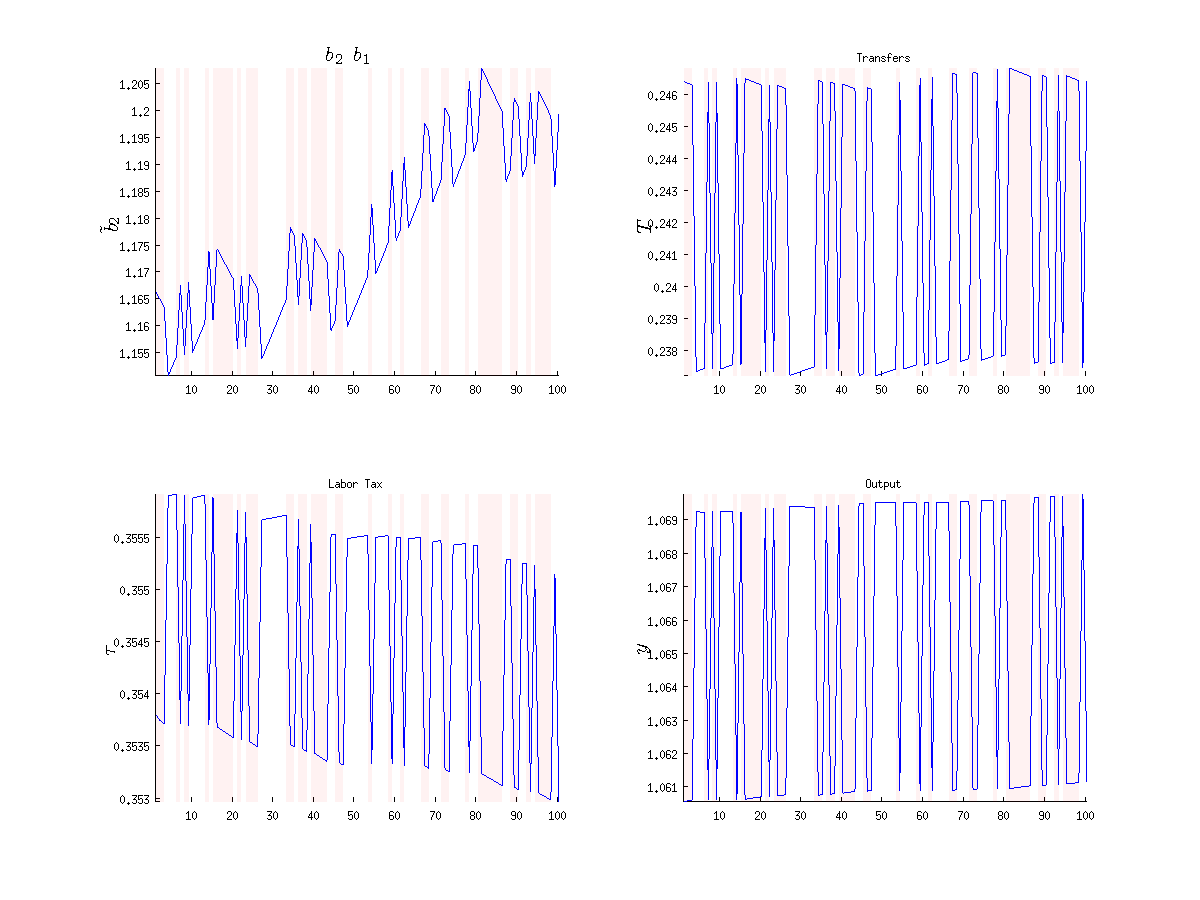 b₂ b₁
1.205
1.2
1.195
1.19
1.185
1.18
1.175
1.17
1.165
1.16
1.155
b̃₂
10 20 30 40 50 60 70 80 90 100
Transfers
0.246
0.245
0.244
0.243
0.242
0.241
0.24
0.239
0.238
T
10 20 30 40 50 60 70 80 90 100
Labor Tax
0.3555
0.355
0.3545
0.354
0.3535
0.353
τ
10 20 30 40 50 60 70 80 90 100
Output
1.069
1.068
1.067
1.066
1.065
1.064
1.063
1.062
1.061
y
10 20 30 40 50 60 70 80 90 100